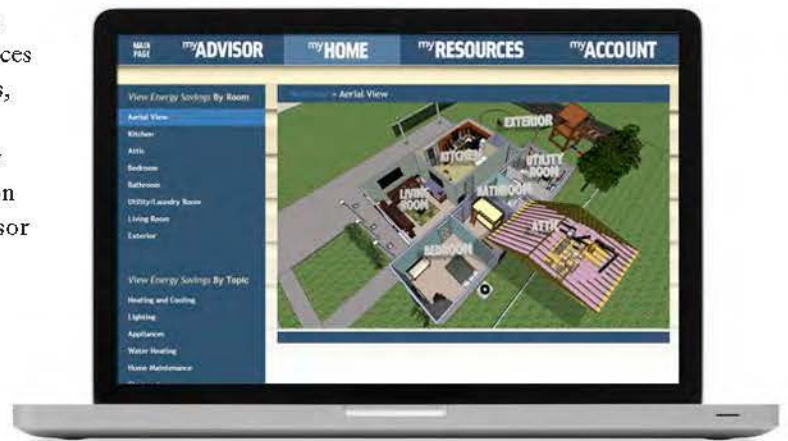 ces
s,
on
sor
MAIN PAGE
myADVISOR
myHOME
myRESOURCES
myACCOUNT
View Energy Savings By Room
» Aerial View
Aerial View
Kitchen
Attic
Bedroom
Bathroom
Utility/Laundry Room
Living Room
Exterior
EXTERIOR
KITCHEN
UTILITY
ROOM
BATHROOM
LIVING
ROOM
ATTIC
BEDROOM
View Energy Savings By Topic
Heating and Cooling
Lighting
Appliances
Water Heating
Home Maintenance